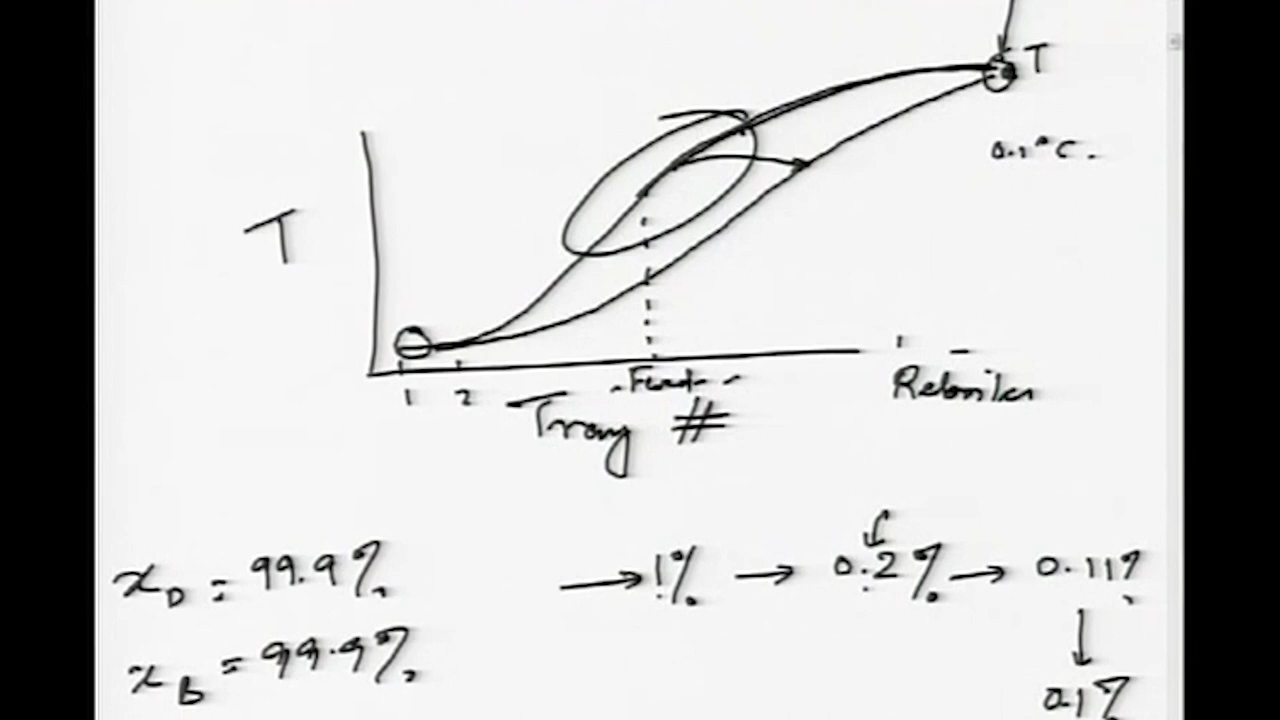 T
0.1°C.
T
1 2 Feed Reboiler
Tray #
x_D = 99.9% → 1% → 0.2% → 0.11%
x_B = 99.9%
↓
0.1%